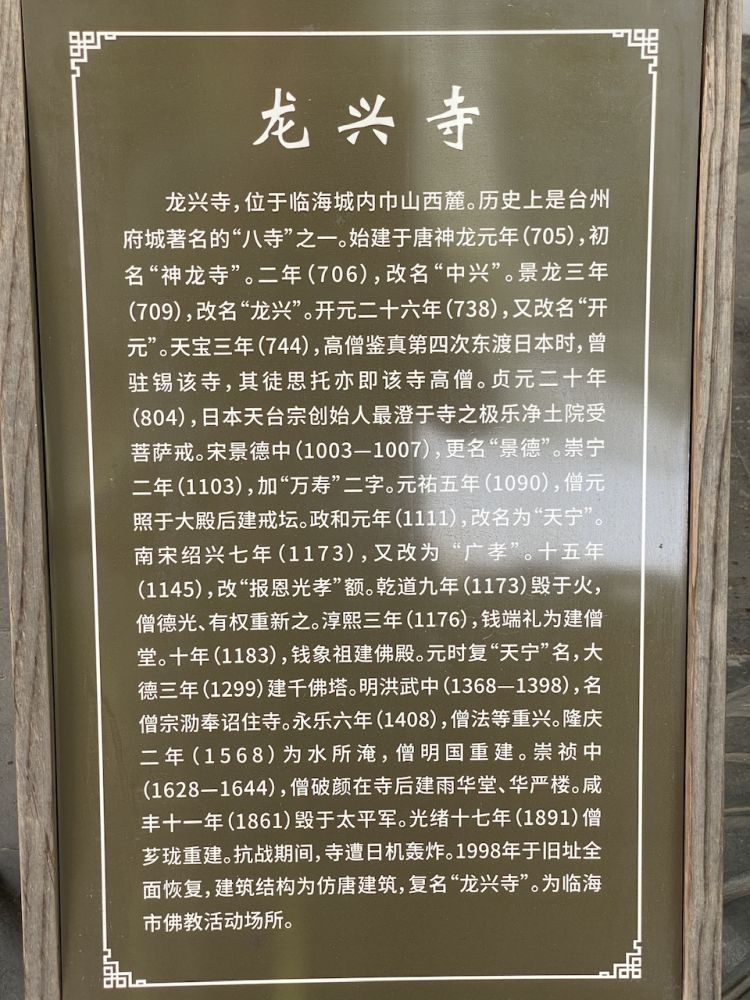 龙兴寺
龙兴寺，位于临海城内巾山西麓。历史上是台州
府城著名的“八寺”之一。始建于唐神龙元年（705），初
名“神龙寺”。二年（706），改名“中兴”。景龙三年
（709），改名“龙兴”。开元二十六年（738），又改名“开
元”。天宝三年（744），高僧鉴真第四次东渡日本时，曾
驻锡该寺，其徒思托亦即该寺高僧。贞元二十年
（804），日本天台宗创始人最澄于寺之极乐净土院受
菩萨戒。宋景德中（1003—1007），更名“景德”。崇宁
二年（1103），加“万寿”二字。元祐五年（1090），僧元
照于大殿后建戒坛。政和元年（1111），改名为“天宁”。
南宋绍兴七年（1173），又改为“广孝”。十五年
（1145），改“报恩光孝”额。乾道九年（1173）毁于火，
僧德光、有权重新之。淳熙三年（1176），钱端礼为建僧
堂。十年（1183），钱象祖建佛殿。元时复“天宁”名，大
德三年（1299）建千佛塔。明洪武中（1368—1398），名
僧宗泐奉诏住寺。永乐六年（1408），僧法等重兴。隆庆
二年（1568）为水所淹，僧明国重建。崇祯中
（1628—1644），僧破颜在寺后建雨华堂、华严楼。咸
丰十一年（1861）毁于太平军。光绪十七年（1891）僧
芗珑重建。抗战期间，寺遭日机轰炸。1998年于旧址全
面恢复，建筑结构为仿唐建筑，复名“龙兴寺”。为临海
市佛教活动场所。